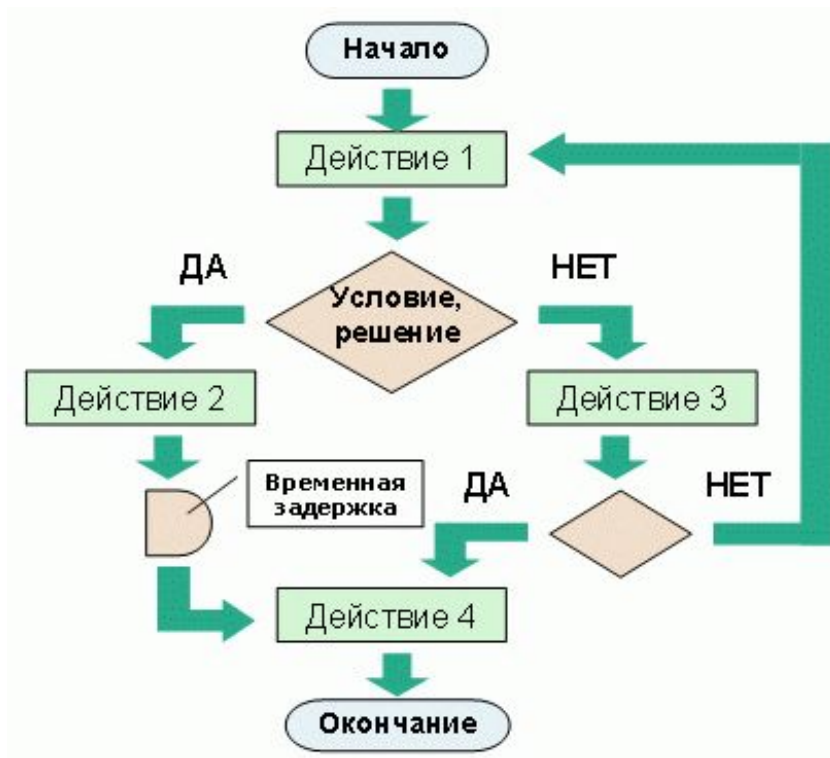 Начало
Действие 1
ДА
НЕТ
Условие,
решение
Действие 2
Действие 3
Временная
задержка
ДА
НЕТ
Действие 4
Окончание